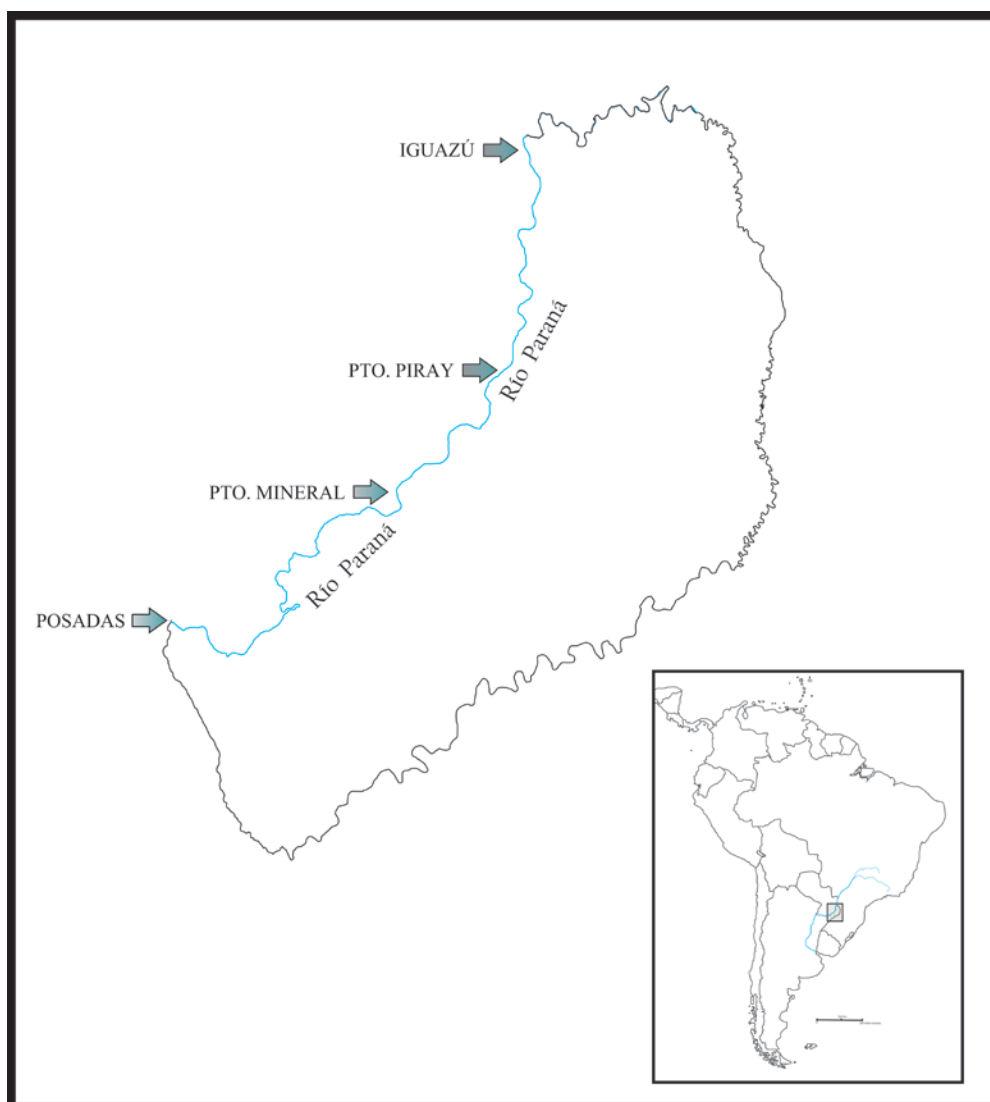 IGUAZÚ
PTO. PIRAY
Río Paraná
PTO. MINERAL
Río Paraná
POSADAS